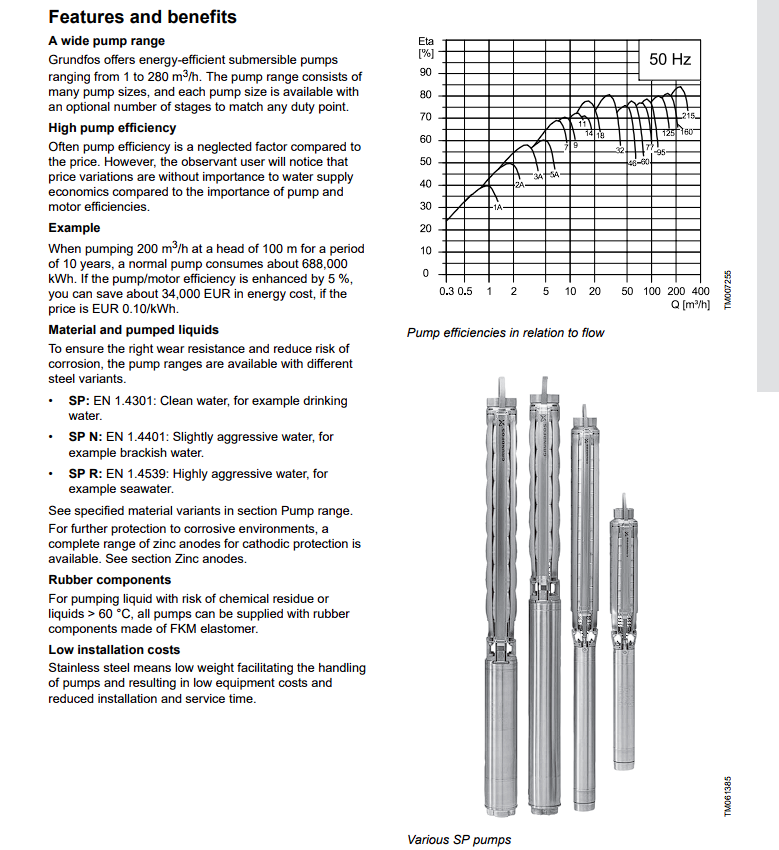 Features and benefits
A wide pump range
Grundfos offers energy-efficient submersible pumps
ranging from 1 to 280 m³/h. The pump range consists of
many pump sizes, and each pump size is available with
an optional number of stages to match any duty point.
High pump efficiency
Often pump efficiency is a neglected factor compared to
the price. However, the observant user will notice that
price variations are without importance to water supply
economics compared to the importance of pump and
motor efficiencies.
Example
When pumping 200 m³/h at a head of 100 m for a period
of 10 years, a normal pump consumes about 688,000
kWh. If the pump/motor efficiency is enhanced by 5 %,
you can save about 34,000 EUR in energy cost, if the
price is EUR 0.10/kWh.
Material and pumped liquids
To ensure the right wear resistance and reduce risk of
corrosion, the pump ranges are available with different
steel variants.
• SP: EN 1.4301: Clean water, for example drinking
water.
• SP N: EN 1.4401: Slightly aggressive water, for
example brackish water.
• SP R: EN 1.4539: Highly aggressive water, for
example seawater.
See specified material variants in section Pump range.
For further protection to corrosive environments, a
complete range of zinc anodes for cathodic protection is
available. See section Zinc anodes.
Rubber components
For pumping liquid with risk of chemical residue or
liquids > 60 °C, all pumps can be supplied with rubber
components made of FKM elastomer.
Low installation costs
Stainless steel means low weight facilitating the handling
of pumps and resulting in low equipment costs and
reduced installation and service time.
Eta
[%]
50 Hz
90
80
70
60
50
40
30
20
10
0
1A
2A
3A
5A
7
9
11
14
18
32
46
60
77
95
125
160
215
0.3 0.5 1 2 5 10 20 50 100 200 400
Q [m³/h]
TM007255
Pump efficiencies in relation to flow
TM061385
Various SP pumps